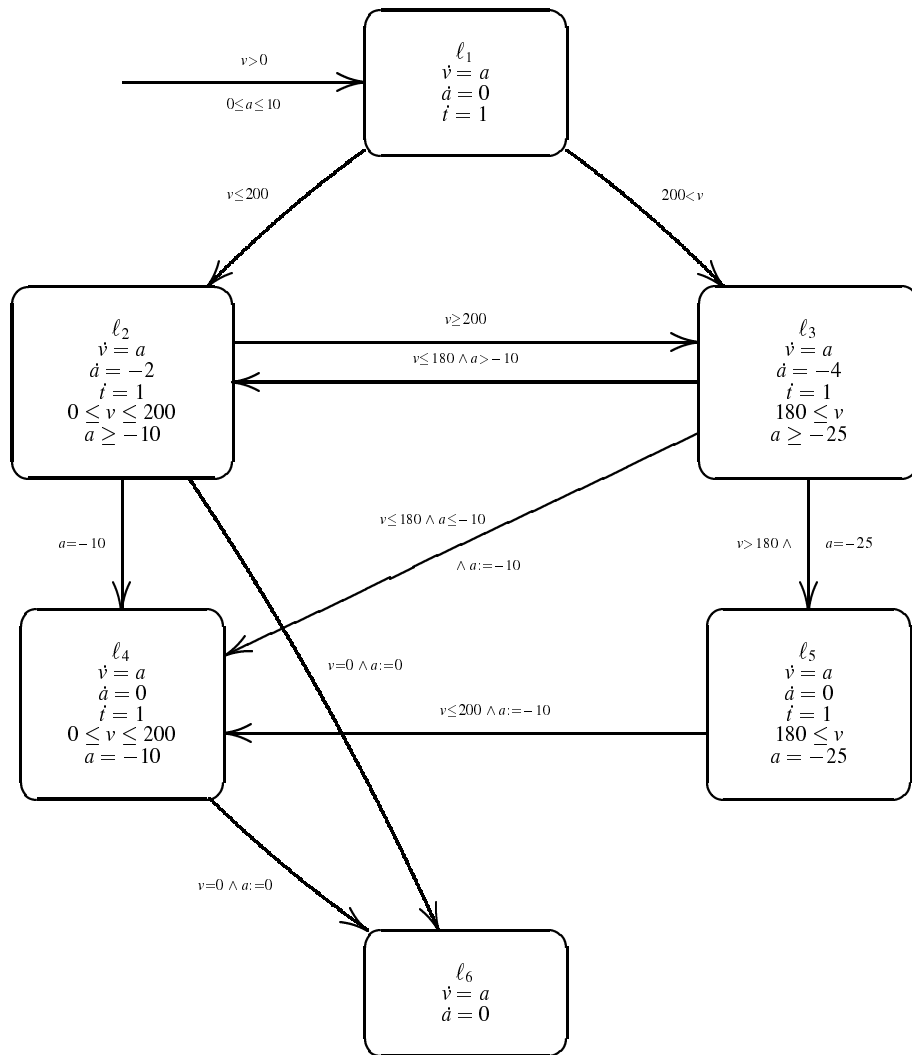 v>0
0≤a≤10
ℓ1
v̇ = a
ȧ = 0
ṫ = 1
v≤200
200<v
ℓ2
v̇ = a
ȧ = −2
ṫ = 1
0 ≤ v ≤ 200
a ≥ −10
v≥200
v≤180 ∧ a>−10
ℓ3
v̇ = a
ȧ = −4
ṫ = 1
180 ≤ v
a ≥ −25
a=−10
v≤180 ∧ a≤−10
∧ a:=−10
v>180 ∧
a=−25
ℓ4
v̇ = a
ȧ = 0
ṫ = 1
0 ≤ v ≤ 200
a = −10
v=0 ∧ a:=0
v≤200 ∧ a:=−10
ℓ5
v̇ = a
ȧ = 0
ṫ = 1
180 ≤ v
a = −25
v=0 ∧ a:=0
ℓ6
v̇ = a
ȧ = 0